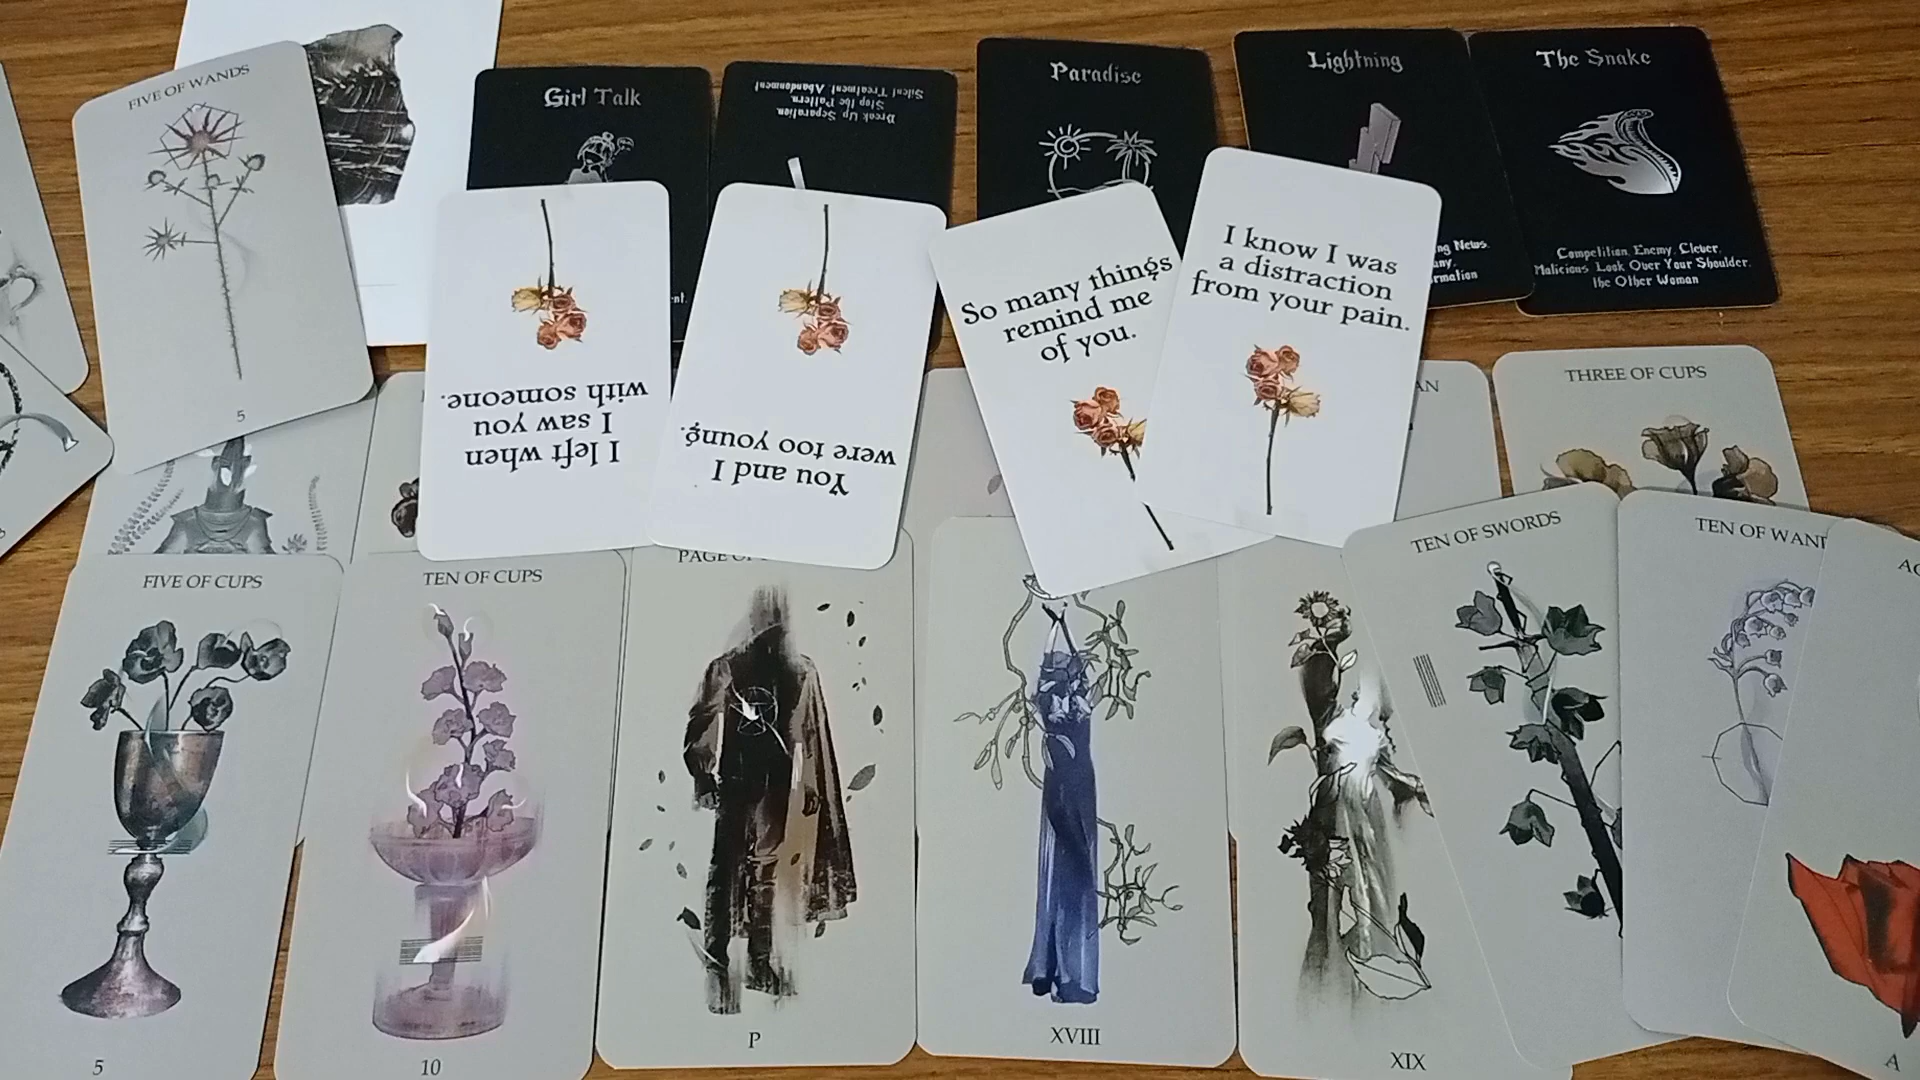 FIVE OF WANDS
5
Girl Talk
Break Up Separation.
Stop the Pattern.
Silent Treatment Abandonment
Paradise
Lightning
The Snake
Competition. Enemy. Clever.
Malicious Look Over Your Shoulder.
The Other Woman
I left when
I saw you
with someone.
You and I
were too young.
So many things
remind me
of you.
I know I was
a distraction
from your pain.
THREE OF CUPS
FIVE OF CUPS
5
TEN OF CUPS
10
PAGE
P
XVIII
XIX
TEN OF SWORDS
TEN OF
A